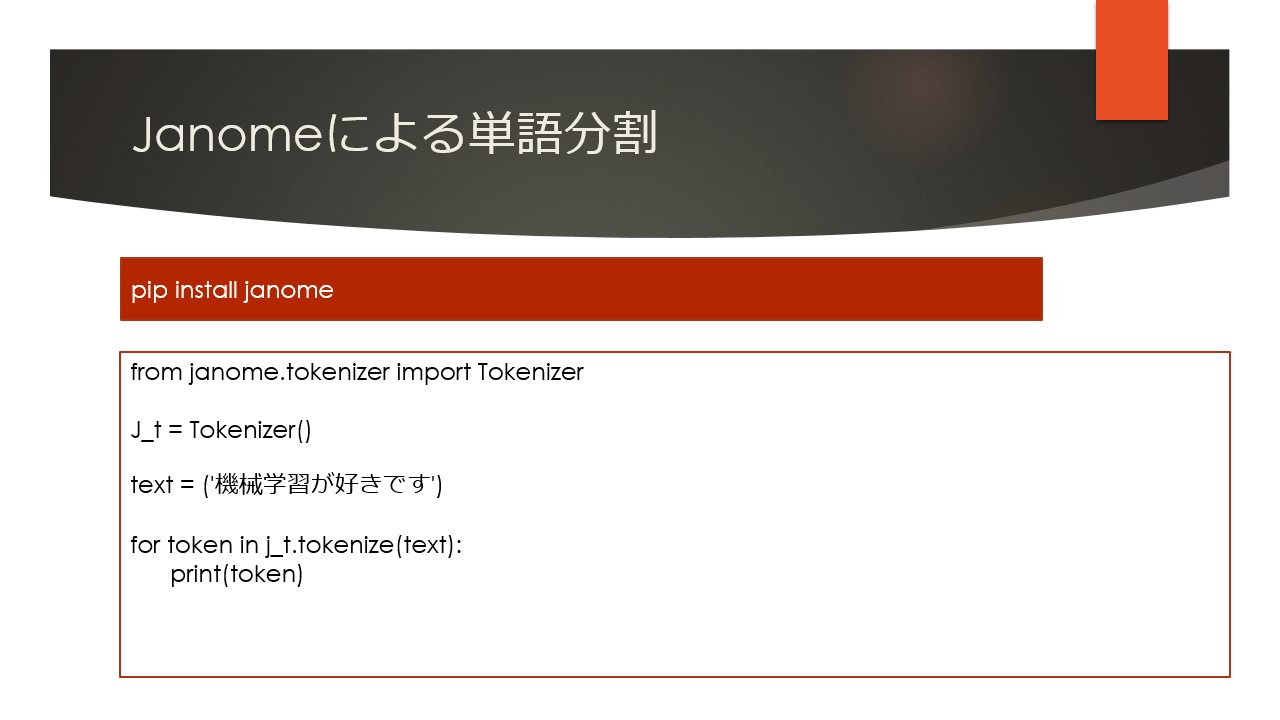 Janomeによる単語分割
pip install janome
from janome.tokenizer import Tokenizer
J_t = Tokenizer()
text = ('機械学習が好きです')
for token in j_t.tokenize(text):
print(token)